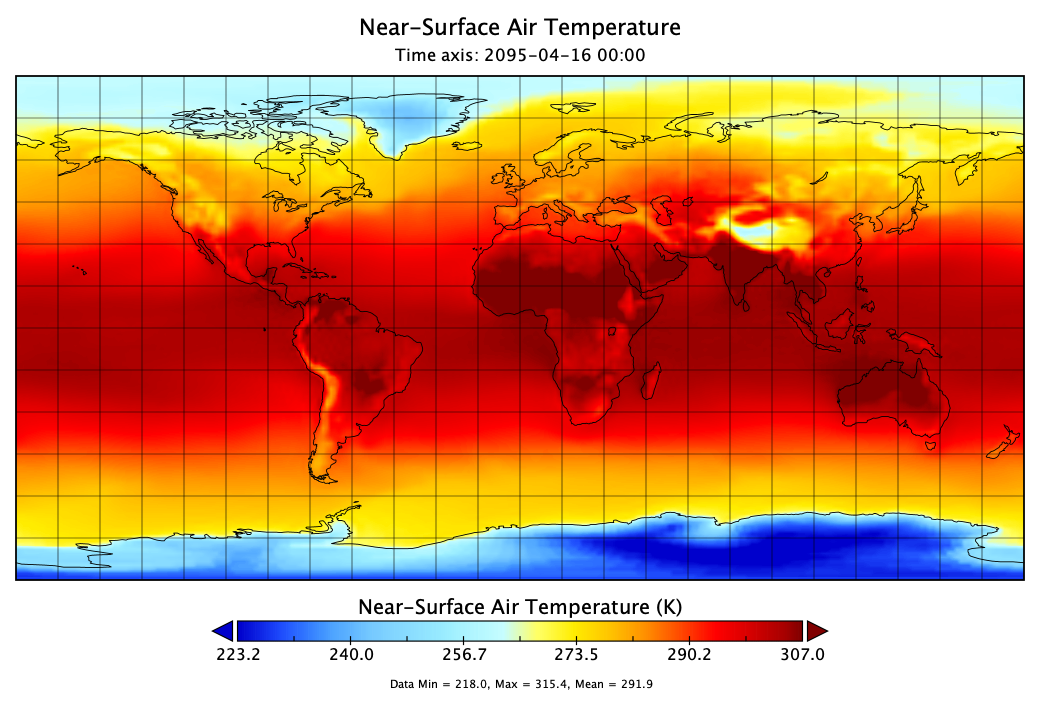 Near-Surface Air Temperature
Time axis: 2095-04-16 00:00
Near-Surface Air Temperature (K)
223.2 240.0 256.7 273.5 290.2 307.0
Data Min = 218.0, Max = 315.4, Mean = 291.9